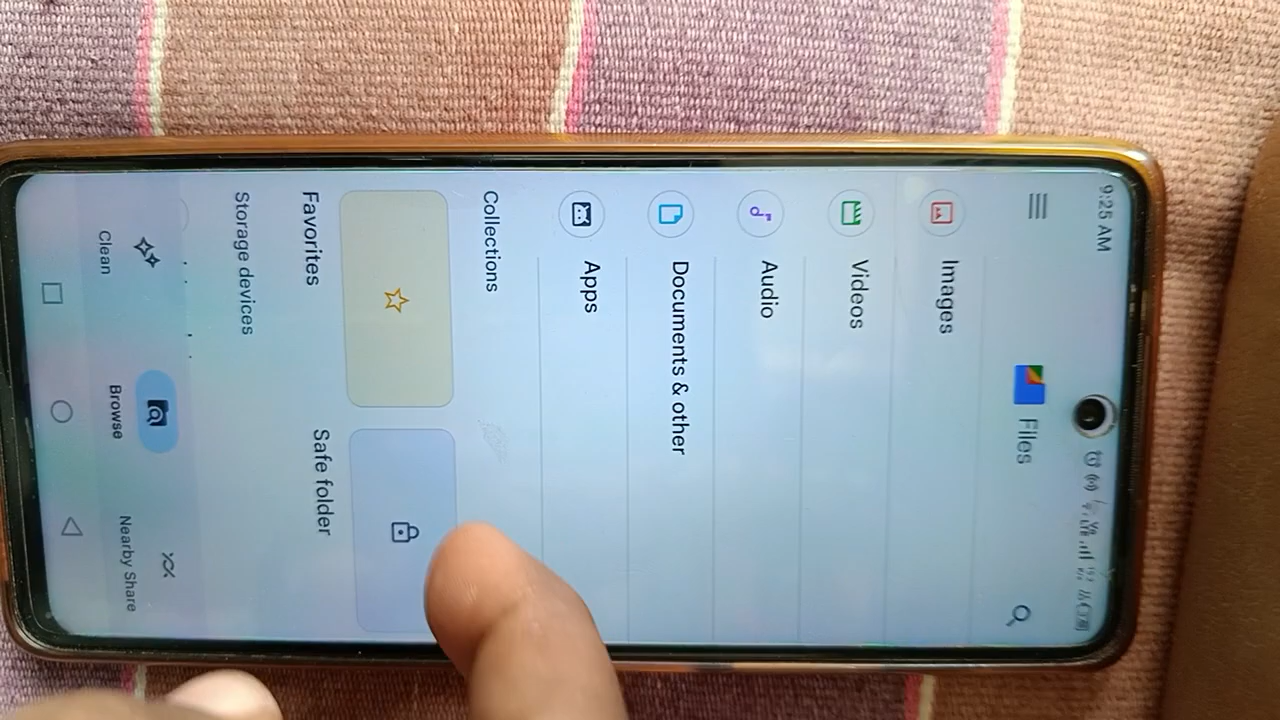 9:25 AM
Files
Images
Videos
Audio
Documents & other
Apps
Collections
Favorites
Safe folder
Storage devices
Clean
Browse
Nearby Share